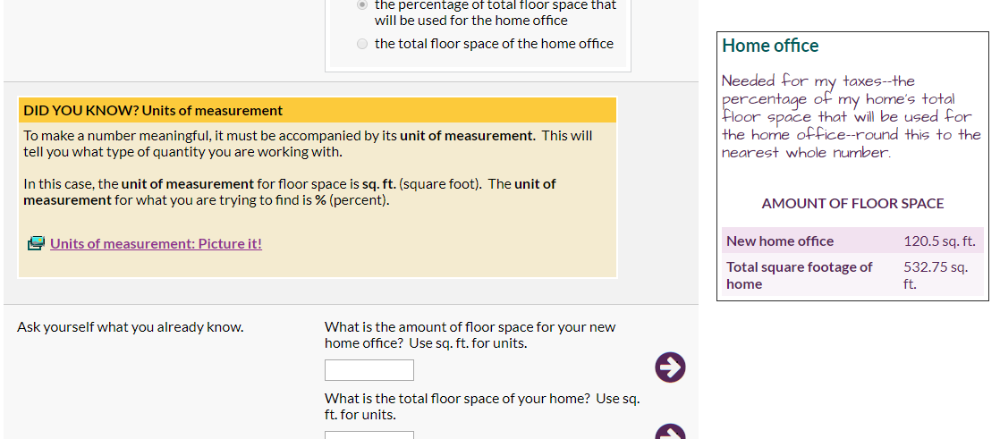 the percentage of total floor space that
will be used for the home office
the total floor space of the home office
DID YOU KNOW? Units of measurement
To make a number meaningful, it must be accompanied by its unit of measurement. This will
tell you what type of quantity you are working with.
In this case, the unit of measurement for floor space is sq. ft. (square foot). The unit of
measurement for what you are trying to find is % (percent).
Units of measurement: Picture it!
Ask yourself what you already know.
What is the amount of floor space for your new
home office? Use sq. ft. for units.
What is the total floor space of your home? Use sq.
ft. for units.
Home office
Needed for my taxes--the
percentage of my home's total
floor space that will be used for
the home office--round this to the
nearest whole number.
AMOUNT OF FLOOR SPACE
New home office 120.5 sq. ft.
Total square footage of 532.75 sq.
home ft.